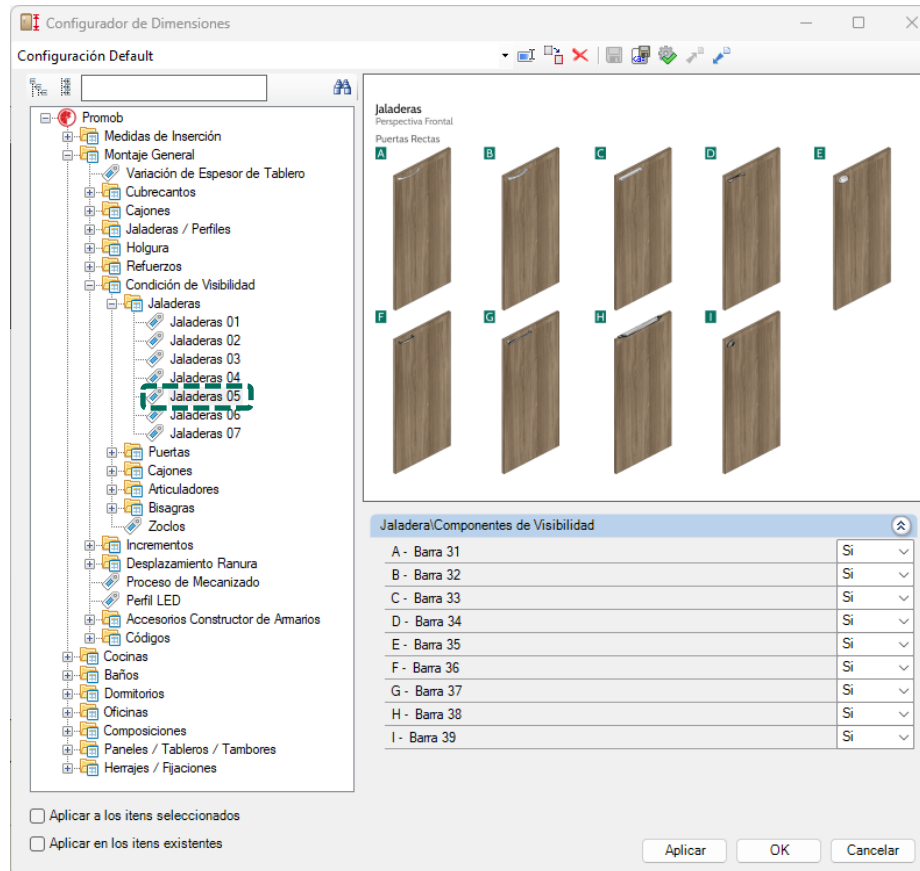 Configurador de Dimensiones
Configuración Default
Promob
Medidas de Inserción
Montaje General
Variación de Espesor de Tablero
Cubrecantos
Cajones
Jaladeras / Perfiles
Holgura
Refuerzos
Condición de Visibilidad
Jaladeras
Jaladeras 01
Jaladeras 02
Jaladeras 03
Jaladeras 04
Jaladeras 05
Jaladeras 06
Jaladeras 07
Puertas
Cajones
Articuladores
Bisagras
Zoclos
Incrementos
Desplazamiento Ranura
Proceso de Mecanizado
Perfil LED
Accesorios Constructor de Armarios
Códigos
Cocinas
Baños
Dormitorios
Oficinas
Composiciones
Paneles / Tableros / Tambores
Herrajes / Fijaciones
Jaladeras
Perspectiva Frontal
Puertas Rectas
A B C D E
F G H I
Jaladera\Componentes de Visibilidad
A - Barra 31 Si
B - Barra 32 Si
C - Barra 33 Si
D - Barra 34 Si
E - Barra 35 Si
F - Barra 36 Si
G - Barra 37 Si
H - Barra 38 Si
I - Barra 39 Si
Aplicar a los itens seleccionados
Aplicar en los itens existentes
Aplicar OK Cancelar